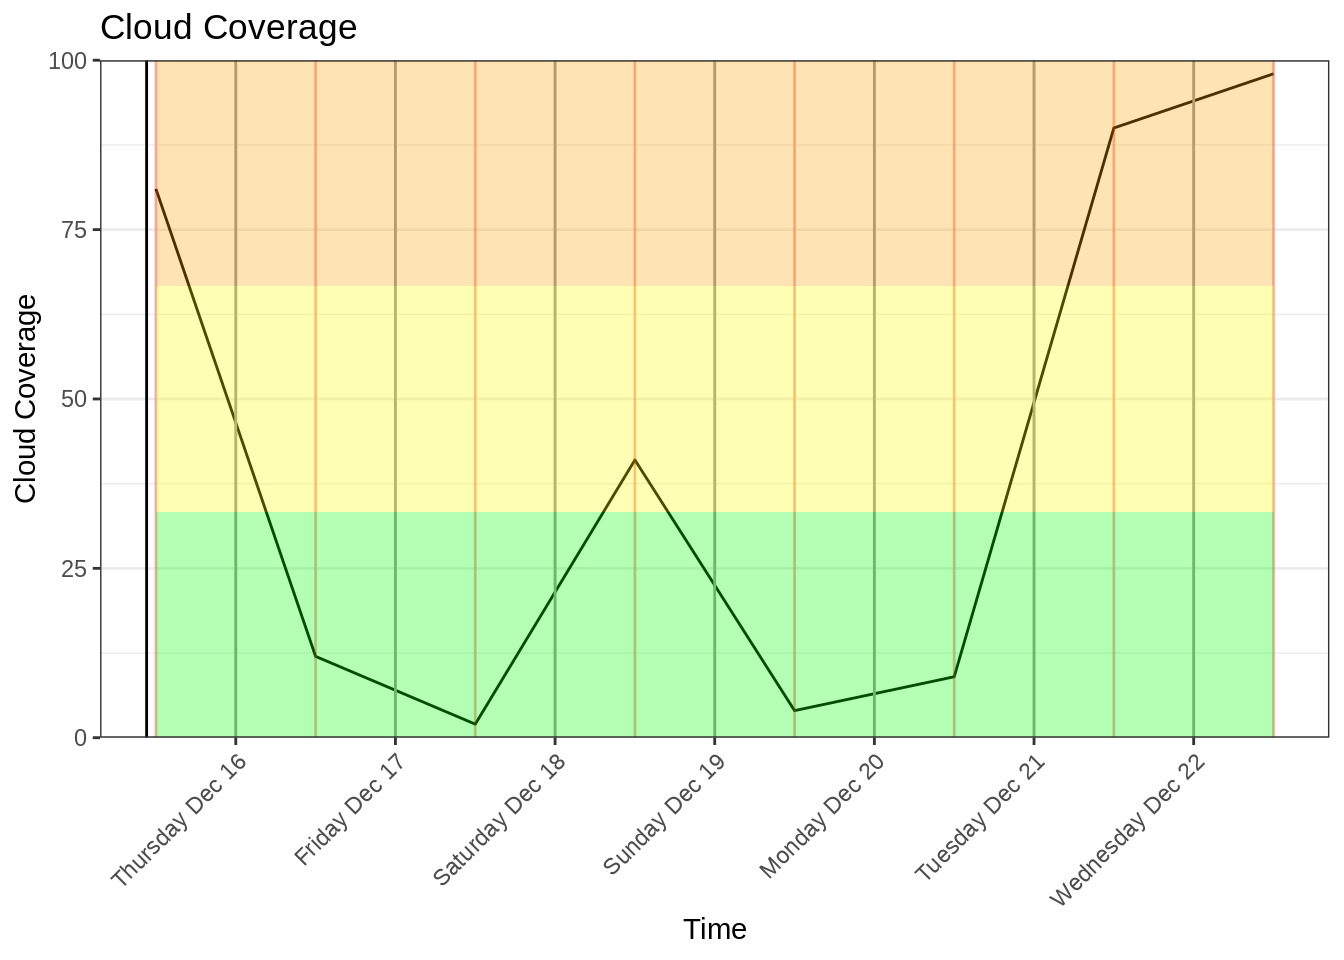 Cloud Coverage
100
75
50
25
0
Cloud Coverage
Thursday Dec 16
Friday Dec 17
Saturday Dec 18
Sunday Dec 19
Monday Dec 20
Tuesday Dec 21
Wednesday Dec 22
Time